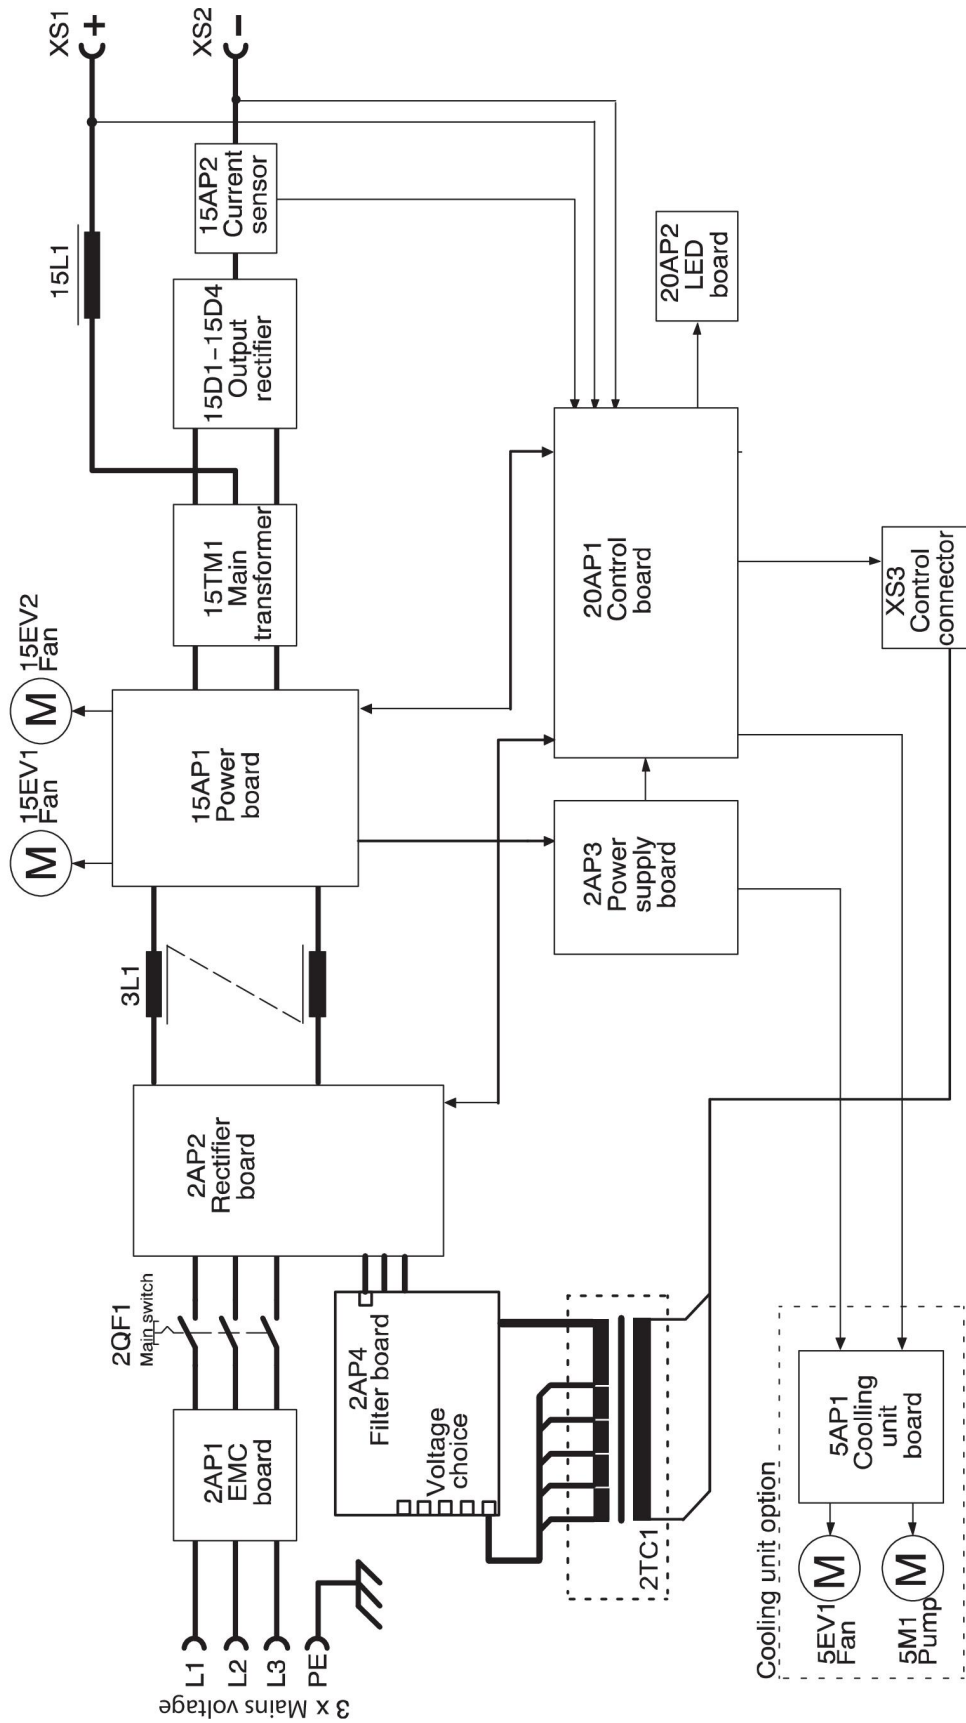 XS1
+
XS2
−
15L1
15AP2
Current
sensor
15D1−15D4
Output
rectifier
20AP2
LED
board
15EV2
Fan
M
15EV1
Fan
M
15TM1
Main
transformer
15AP1
Power
board
20AP1
Control
board
XS3
Control
connector
3L1
2AP3
Power
supply
board
2AP2
Rectifier
board
2QF1
Main switch
2AP1
EMC
board
2AP4
Filter board
Voltage
choice
2TC1
L1
L2
L3
PE
3 x Mains voltage
Cooling unit option
5AP1
Coolling
unit
board
M
5EV1
Fan
M
5M1
Pump